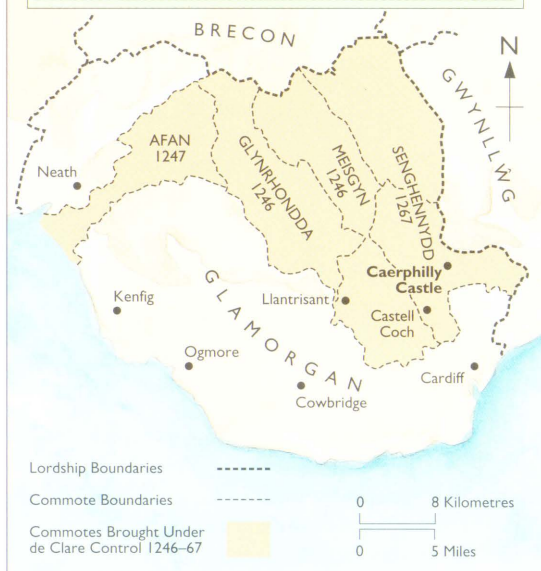 BRECON
N
GWYNLLWG
AFAN
1247
GLYNRHONDDA
1246
MEISGYN
1246
SENGHENNYDD
1267
Neath
Caerphilly
Castle
Kenfig
Llantrisant
Castell
Coch
GLAMORGAN
Ogmore
Cowbridge
Cardiff
Lordship Boundaries
Commote Boundaries
Commotes Brought Under
de Clare Control 1246–67
0 8 Kilometres
0 5 Miles